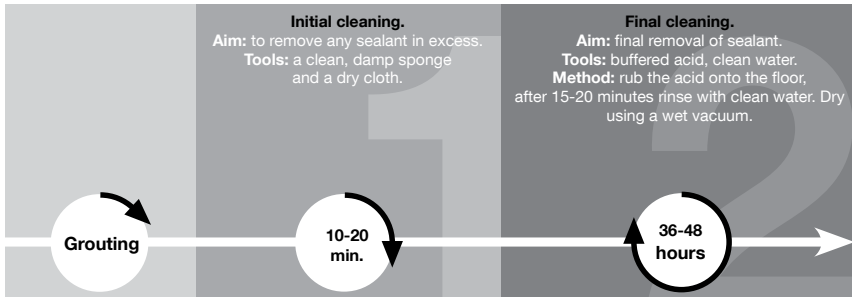 Initial cleaning.
Aim: to remove any sealant in excess.
Tools: a clean, damp sponge
and a dry cloth.
Final cleaning.
Aim: final removal of sealant.
Tools: buffered acid, clean water.
Method: rub the acid onto the floor,
after 15-20 minutes rinse with clean water. Dry
using a wet vacuum.
1
2
Grouting
10-20
min.
36-48
hours